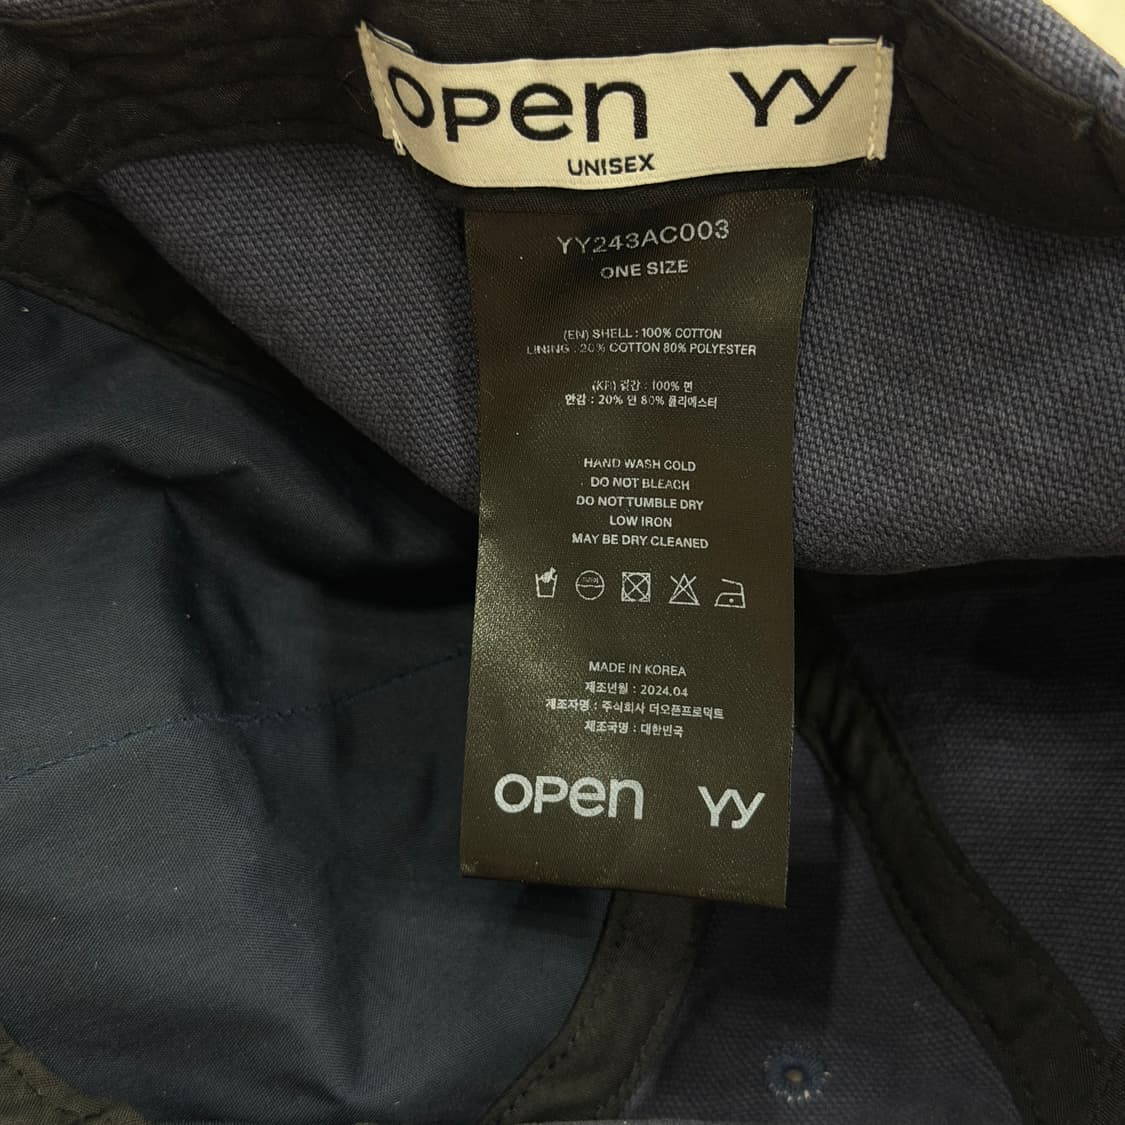 open YY
UNISEX
YY243AC003
ONE SIZE
(EN) SHELL : 100% COTTON
LINING : 20% COTTON 80% POLYESTER
(KR) 겉감 : 100% 면
안감 : 20% 면 80% 폴리에스터
HAND WASH COLD
DO NOT BLEACH
DO NOT TUMBLE DRY
LOW IRON
MAY BE DRY CLEANED
MADE IN KOREA
제조년월 : 2024.04
제조자명 : 주식회사 더오픈프로덕트
제조국명 : 대한민국
open YY